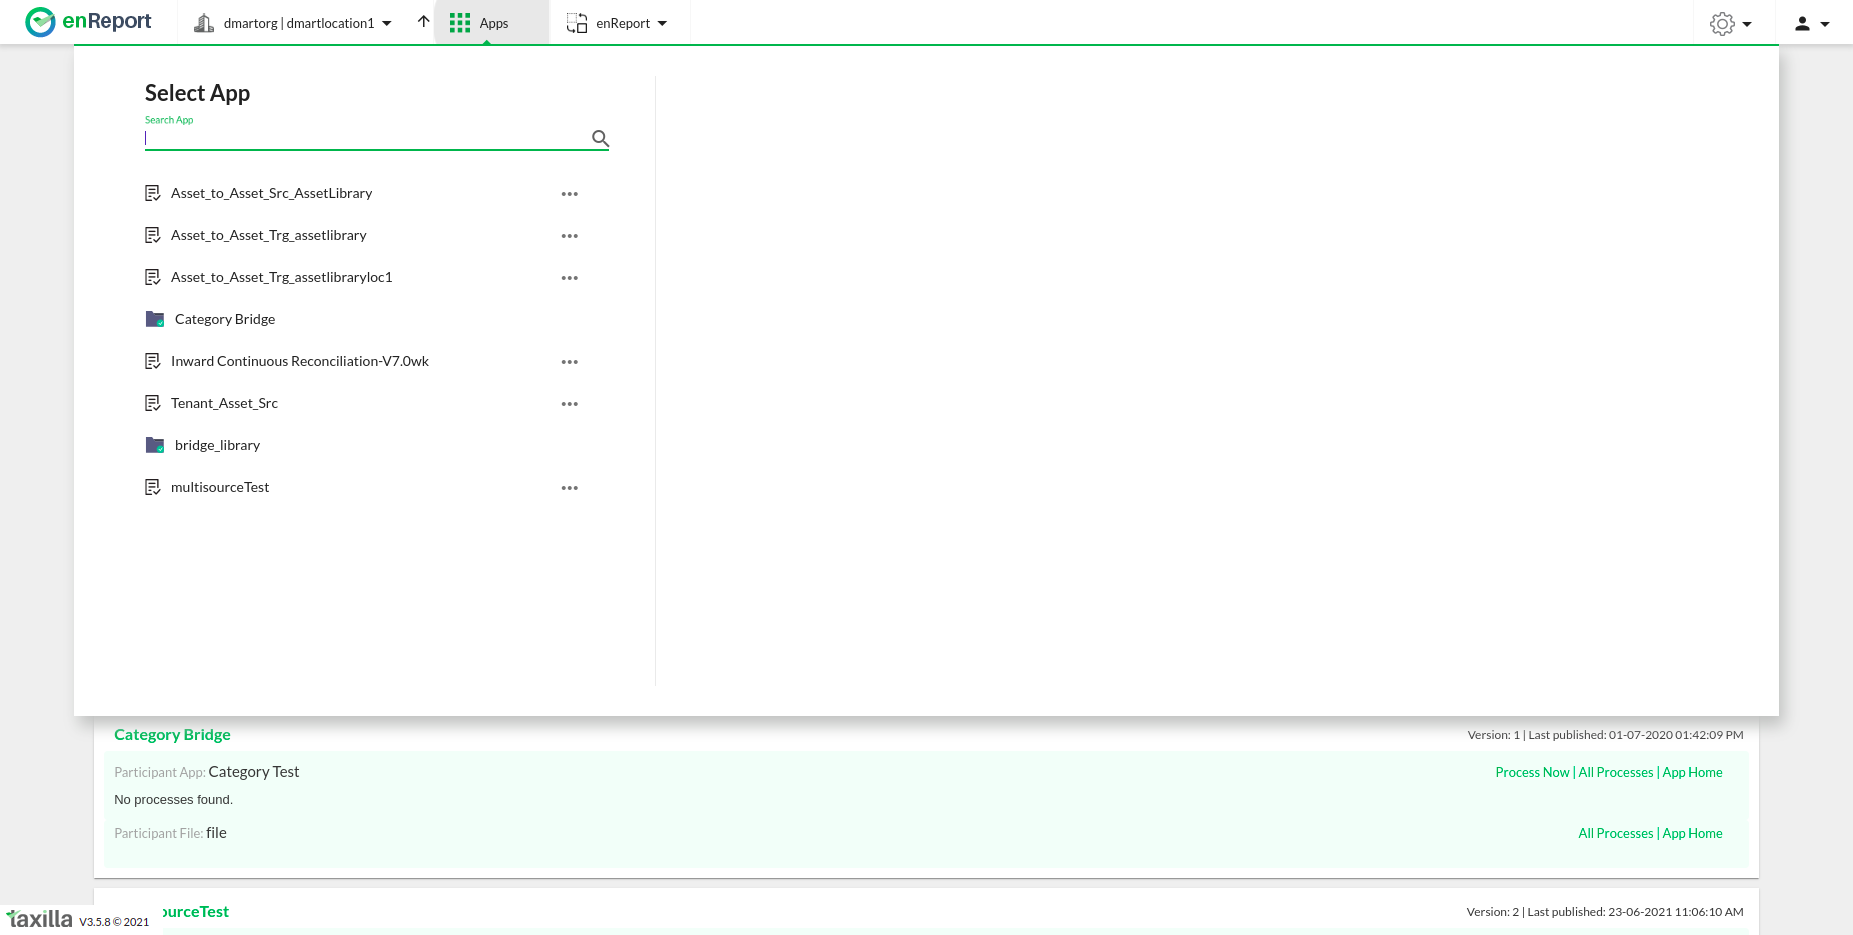 enReport
dmartorg | dmartlocation1
Apps
enReport
Select App
Search App
Asset_to_Asset_Src_AssetLibrary
Asset_to_Asset_Trg_assetlibrary
Asset_to_Asset_Trg_assetlibraryloc1
Category Bridge
Inward Continuous Reconciliation-V7.0wk
Tenant_Asset_Src
bridge_library
multisourceTest
Category Bridge
Version: 1 | Last published: 01-07-2020 01:42:09 PM
Participant App: Category Test
Process Now | All Processes | App Home
No processes found.
Participant File: file
All Processes | App Home
taxilla V3.5.8 © 2021
ourceTest
Version: 2 | Last published: 23-06-2021 11:06:10 AM